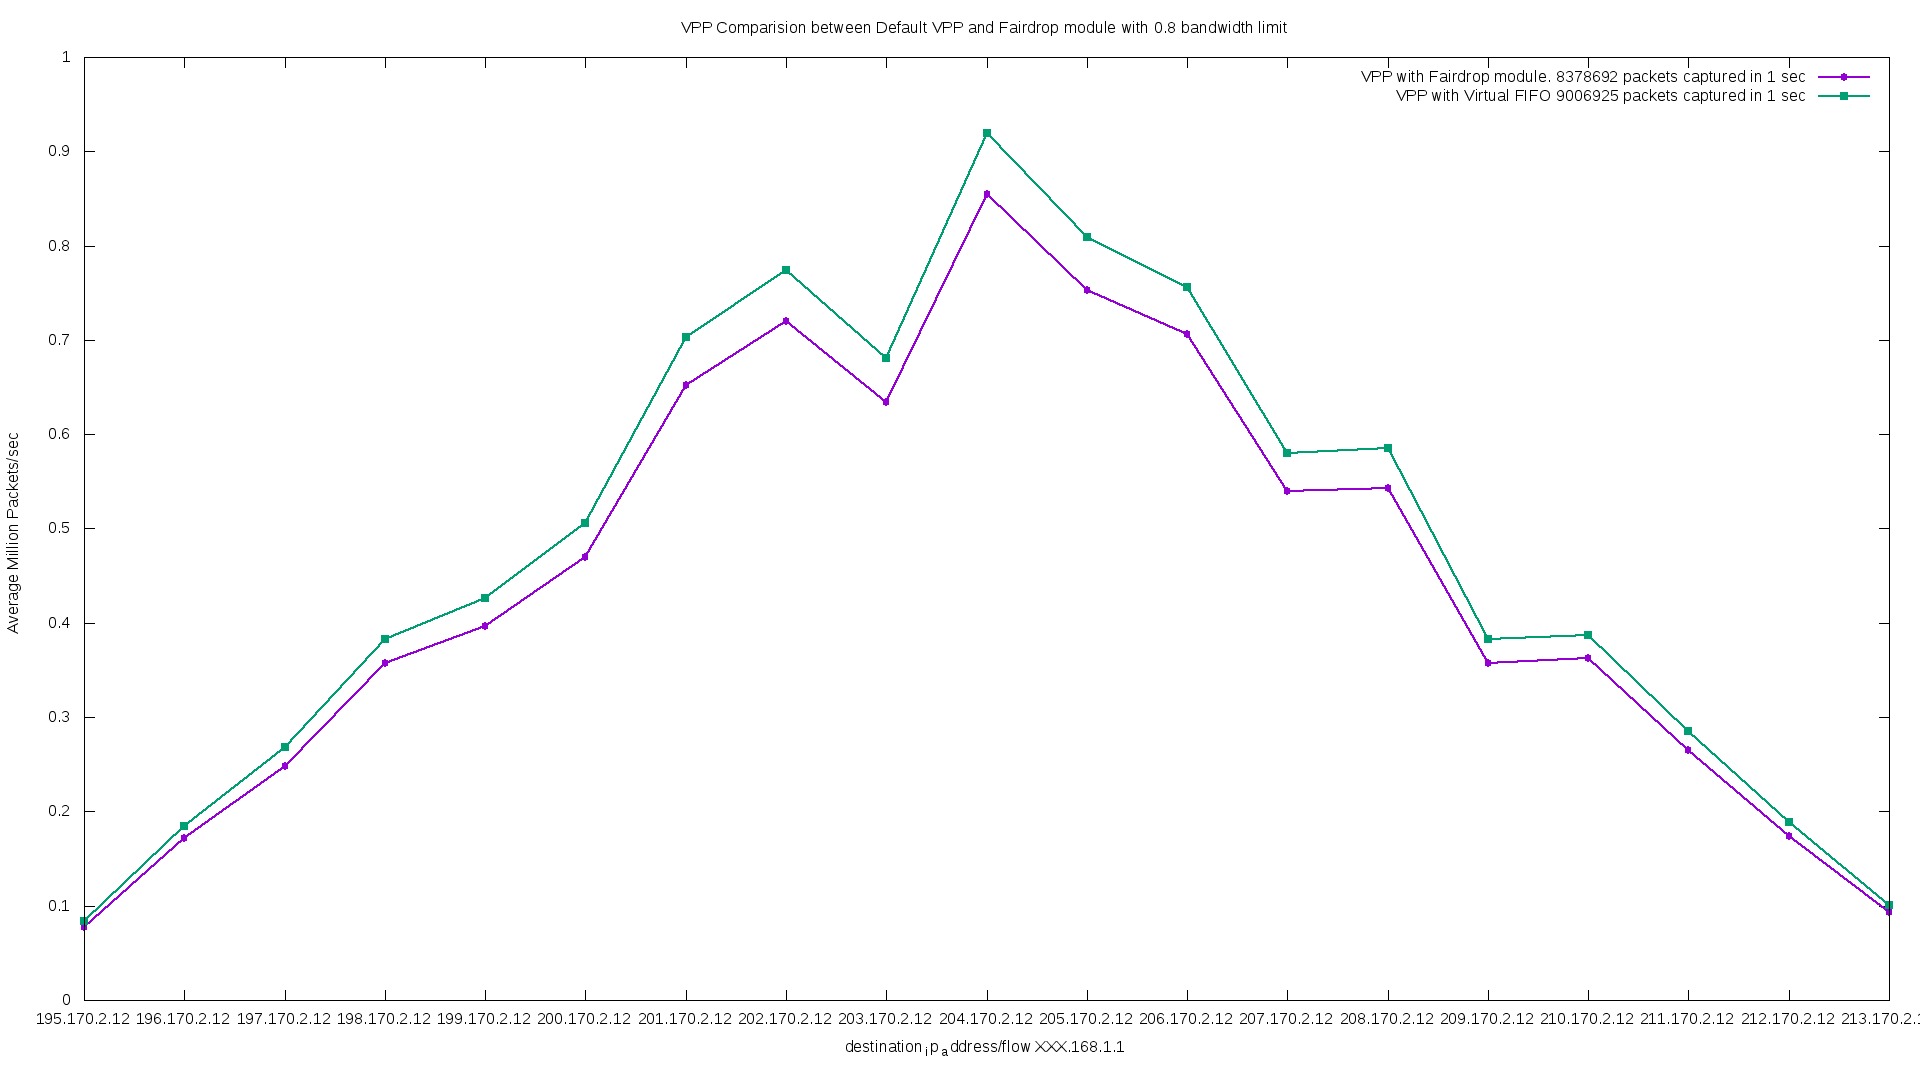 VPP Comparision between Default VPP and Fairdrop module with 0.8 bandwidth limit
VPP with Fairdrop module. 8378692 packets captured in 1 sec
VPP with Virtual FIFO 9006925 packets captured in 1 sec
1
0.9
0.8
0.7
0.6
0.5
0.4
0.3
0.2
0.1
0
Average Million Packets/sec
195.170.2.12 196.170.2.12 197.170.2.12 198.170.2.12 199.170.2.12 200.170.2.12 201.170.2.12 202.170.2.12 203.170.2.12 204.170.2.12 205.170.2.12 206.170.2.12 207.170.2.12 208.170.2.12 209.170.2.12 210.170.2.12 211.170.2.12 212.170.2.12 213.170.2.1
destination ip address/flow XXX.168.1.1